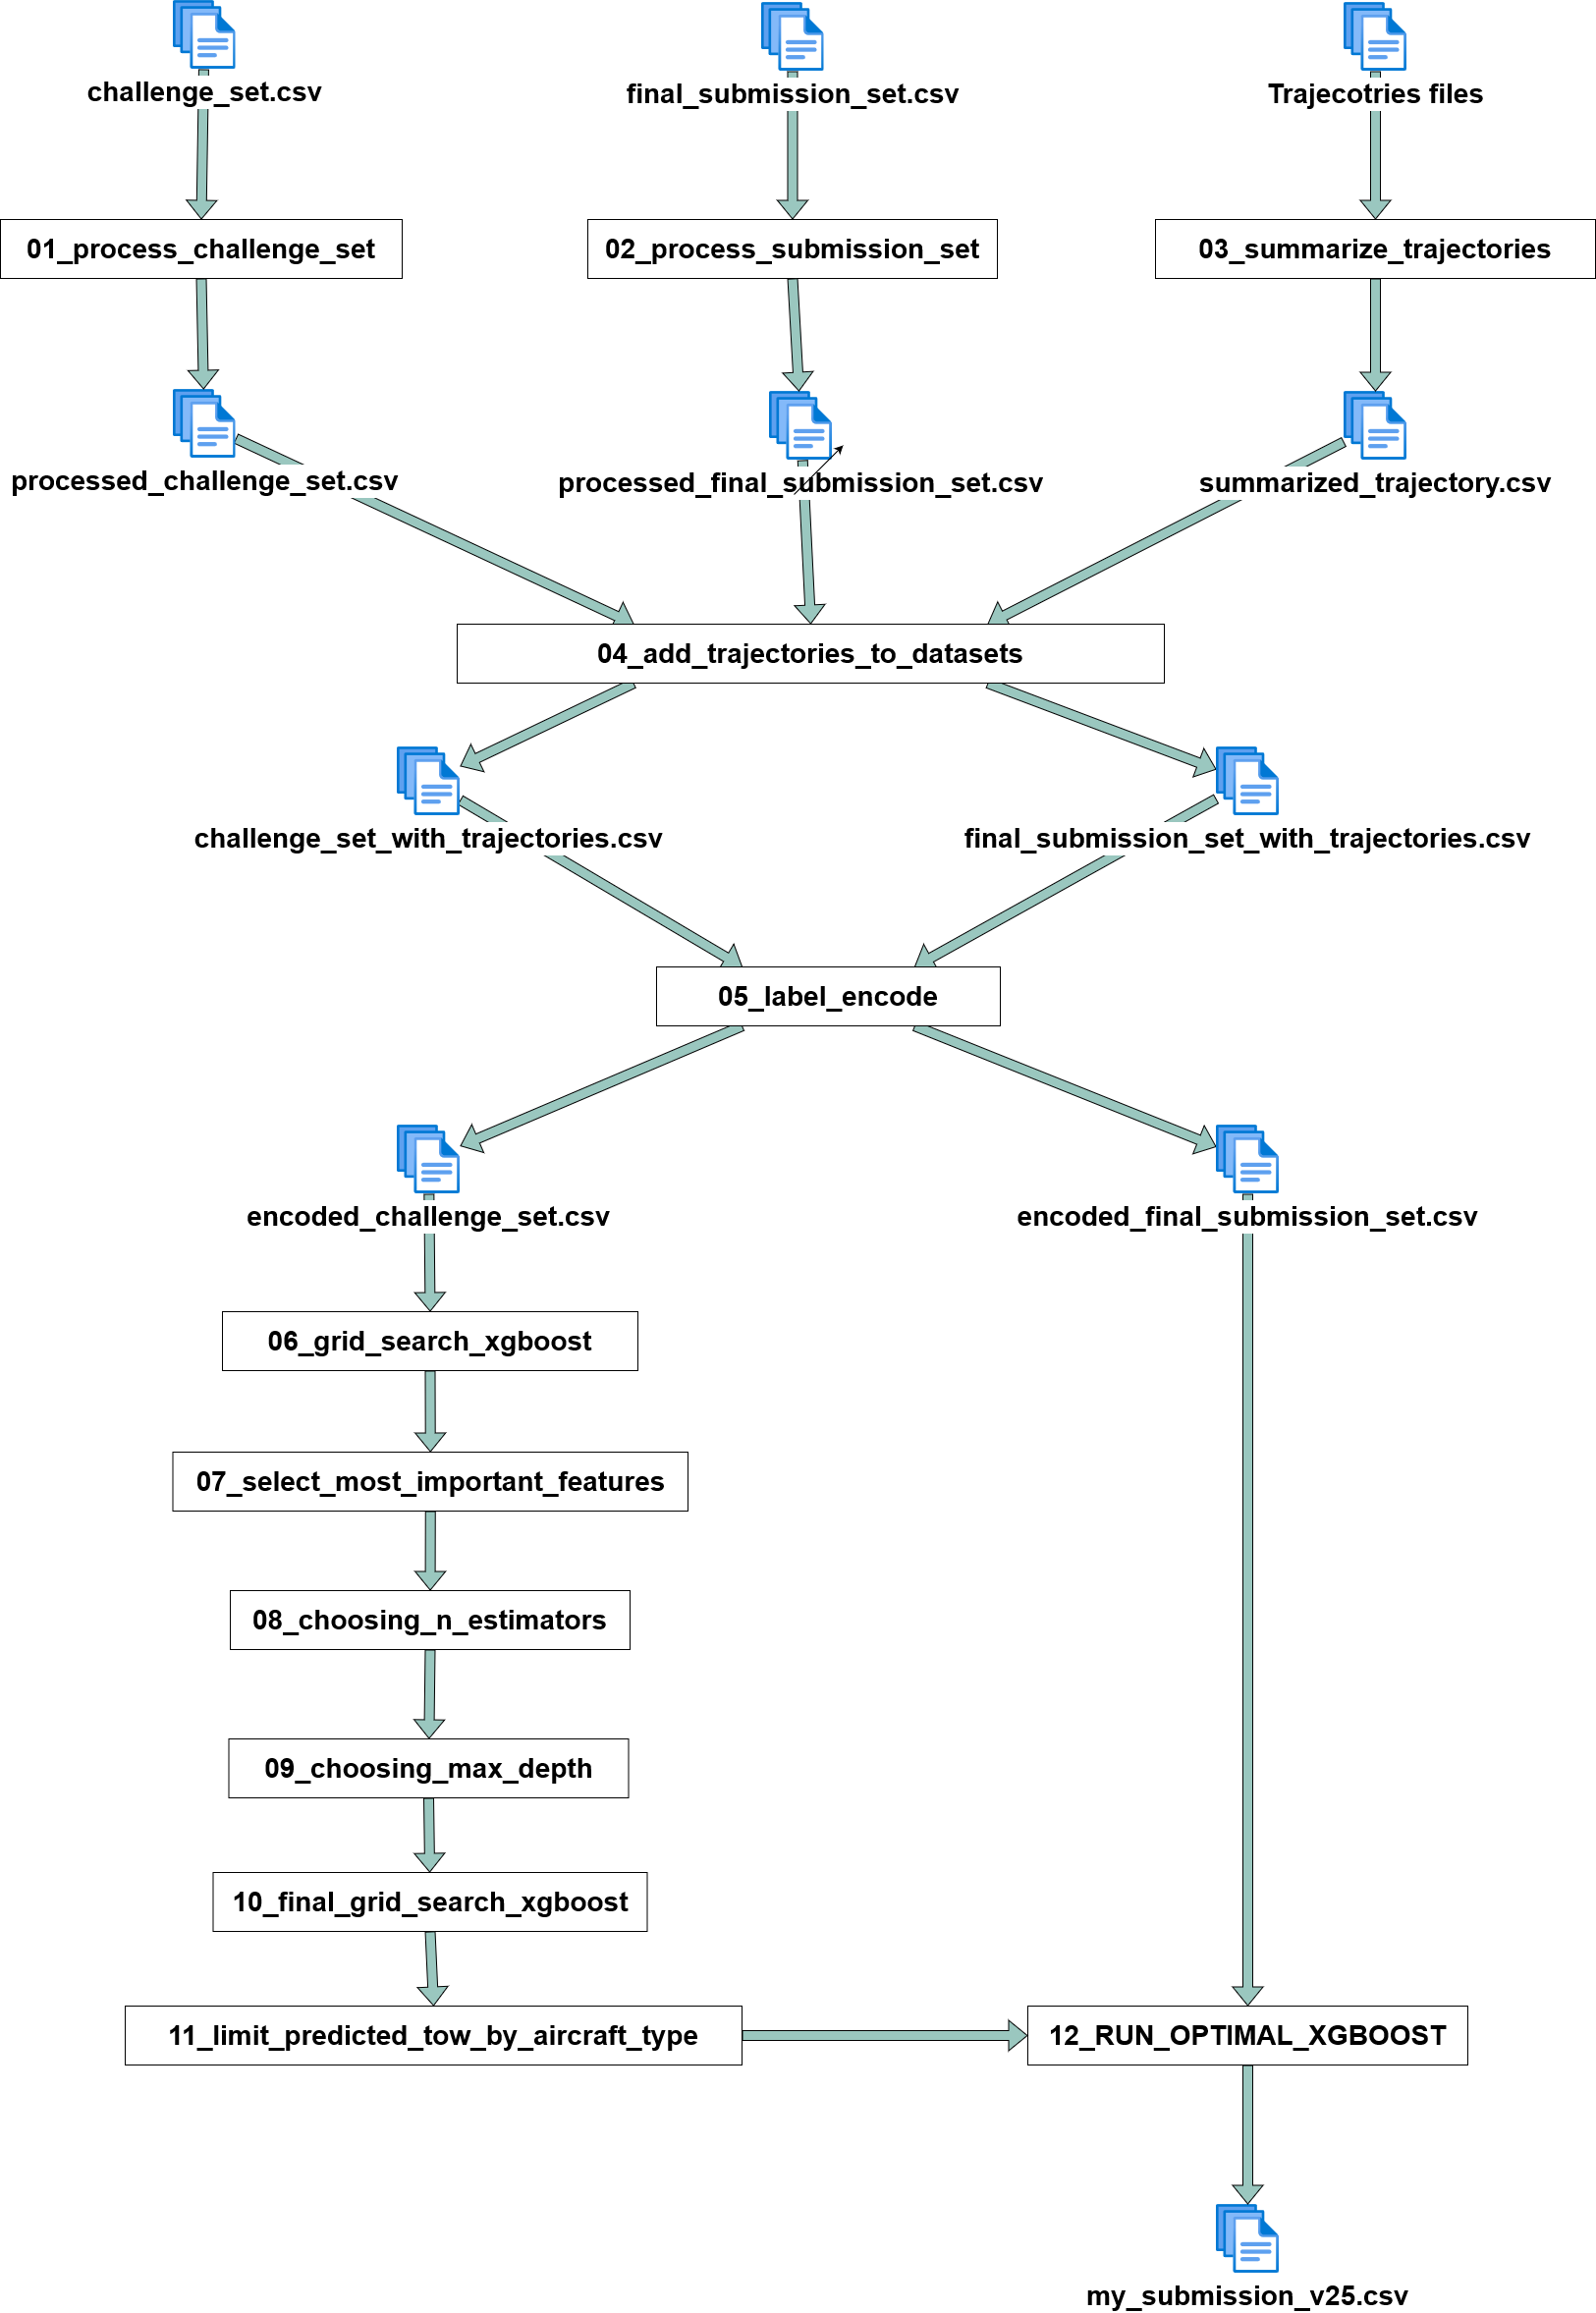 challenge_set.csv
final_submission_set.csv
Trajecotries files
01_process_challenge_set
02_process_submission_set
03_summarize_trajectories
processed_challenge_set.csv
processed_final_submission_set.csv
summarized_trajectory.csv
04_add_trajectories_to_datasets
challenge_set_with_trajectories.csv
final_submission_set_with_trajectories.csv
05_label_encode
encoded_challenge_set.csv
encoded_final_submission_set.csv
06_grid_search_xgboost
07_select_most_important_features
08_choosing_n_estimators
09_choosing_max_depth
10_final_grid_search_xgboost
11_limit_predicted_tow_by_aircraft_type
12_RUN_OPTIMAL_XGBOOST
my_submission_v25.csv